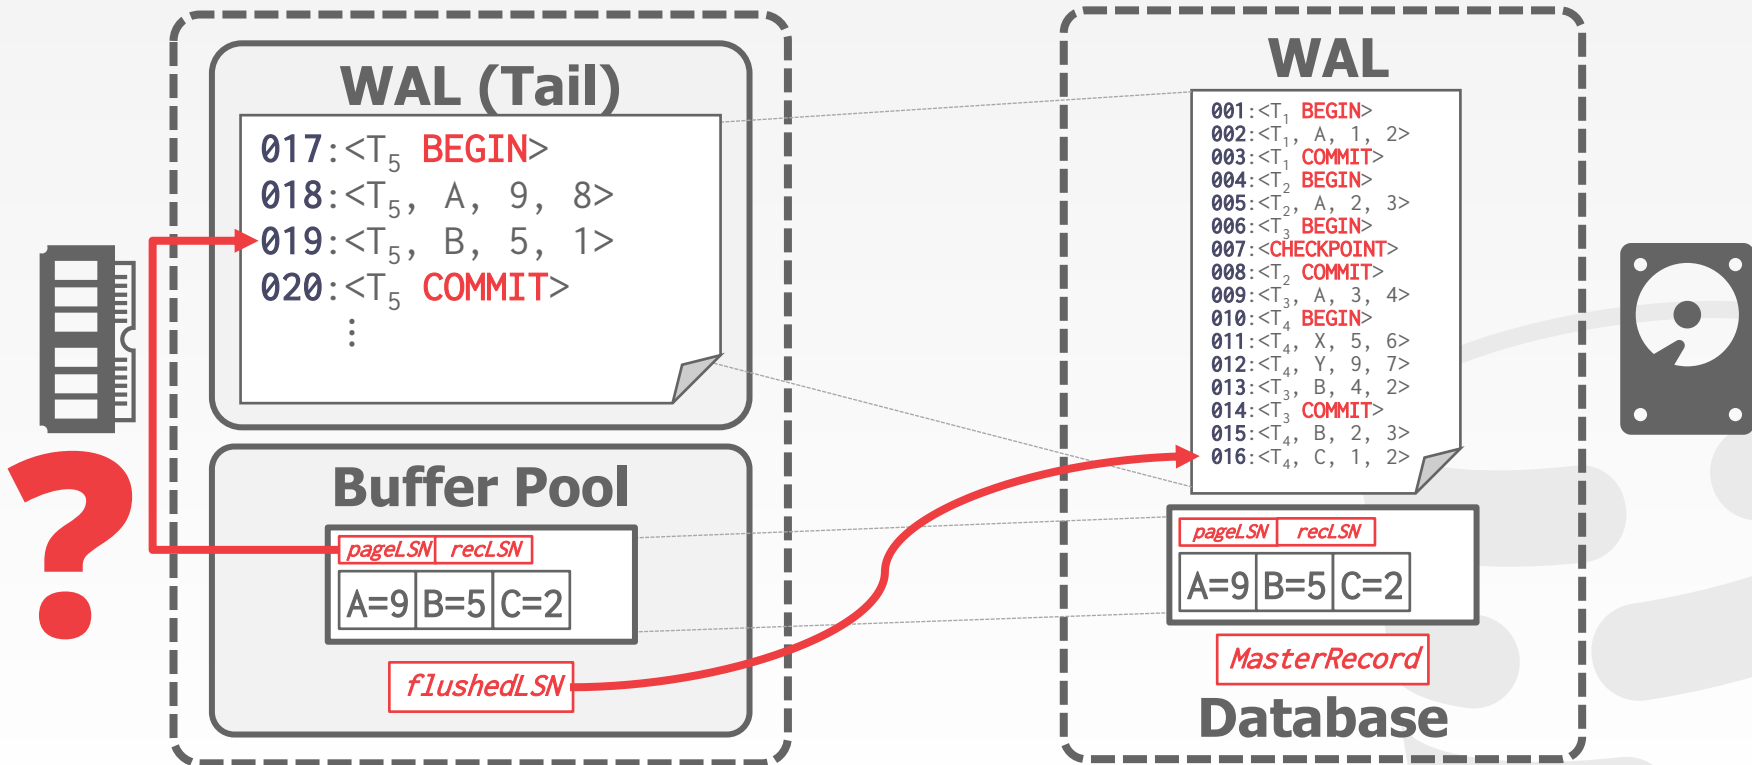 WAL (Tail)
017:<T5 BEGIN>
018:<T5, A, 9, 8>
019:<T5, B, 5, 1>
020:<T5 COMMIT>
⋮
?
Buffer Pool
pageLSN recLSN
A=9 B=5 C=2
flushedLSN
WAL
001:<T1 BEGIN>
002:<T1, A, 1, 2>
003:<T1 COMMIT>
004:<T2 BEGIN>
005:<T2, A, 2, 3>
006:<T3 BEGIN>
007:<CHECKPOINT>
008:<T2 COMMIT>
009:<T3, A, 3, 4>
010:<T4 BEGIN>
011:<T4, X, 5, 6>
012:<T4, Y, 9, 7>
013:<T3, B, 4, 2>
014:<T3 COMMIT>
015:<T4, B, 2, 3>
016:<T4, C, 1, 2>
pageLSN recLSN
A=9 B=5 C=2
MasterRecord
Database